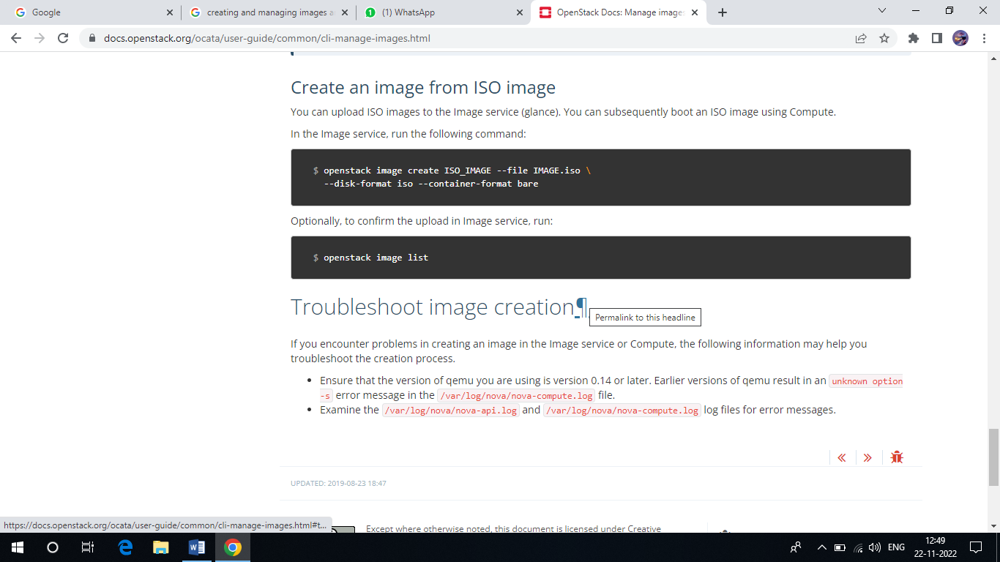 Google
creating and managing images a
(1) WhatsApp
OpenStack Docs: Manage images
docs.openstack.org/ocata/user-guide/common/cli-manage-images.html
Create an image from ISO image
You can upload ISO images to the Image service (glance). You can subsequently boot an ISO image using Compute.
In the Image service, run the following command:
$ openstack image create ISO_IMAGE --file IMAGE.iso \
--disk-format iso --container-format bare
Optionally, to confirm the upload in Image service, run:
$ openstack image list
Troubleshoot image creation¶
Permalink to this headline
If you encounter problems in creating an image in the Image service or Compute, the following information may help you
troubleshoot the creation process.
• Ensure that the version of qemu you are using is version 0.14 or later. Earlier versions of qemu result in an unknown option
-s error message in the /var/log/nova/nova-compute.log file.
• Examine the /var/log/nova/nova-api.log and /var/log/nova/nova-compute.log log files for error messages.
UPDATED: 2019-08-23 18:47
https://docs.openstack.org/ocata/user-guide/common/cli-manage-images.html#t...
Except where otherwise noted, this document is licensed under Creative
ENG
12:49
22-11-2022